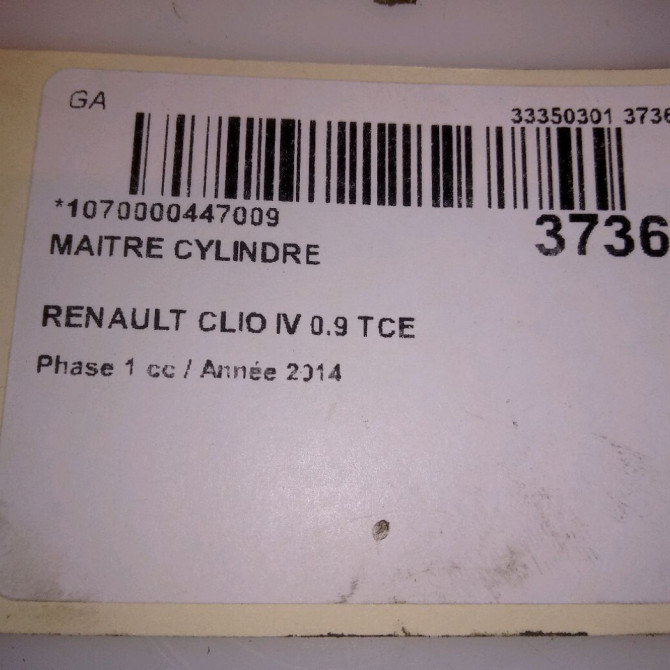 GA
33350301 3736
*1070000447009
3736
MAITRE CYLINDRE
RENAULT CLIO IV 0.9 TCE
Phase 1 cc / Année 2014